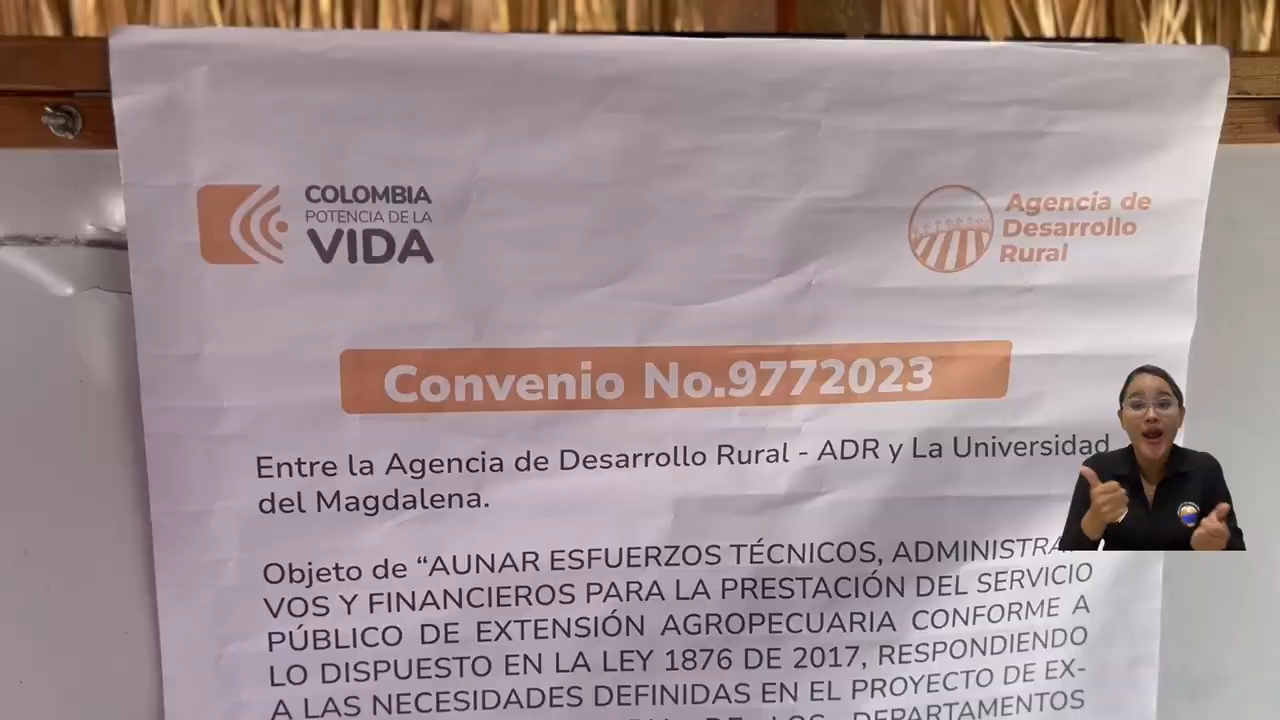 COLOMBIA
POTENCIA DE LA
VIDA
Agencia de
Desarrollo
Rural
Convenio No.9772023
Entre la Agencia de Desarrollo Rural - ADR y La Universidad
del Magdalena.
Objeto de “AUNAR ESFUERZOS TÉCNICOS, ADMINISTRA
VOS Y FINANCIEROS PARA LA PRESTACIÓN DEL SERVICIO
PÚBLICO DE EXTENSIÓN AGROPECUARIA CONFORME A
LO DISPUESTO EN LA LEY 1876 DE 2017, RESPONDIENDO
A LAS NECESIDADES DEFINIDAS EN EL PROYECTO DE EX-
DE LOS DEPARTAMENTOS